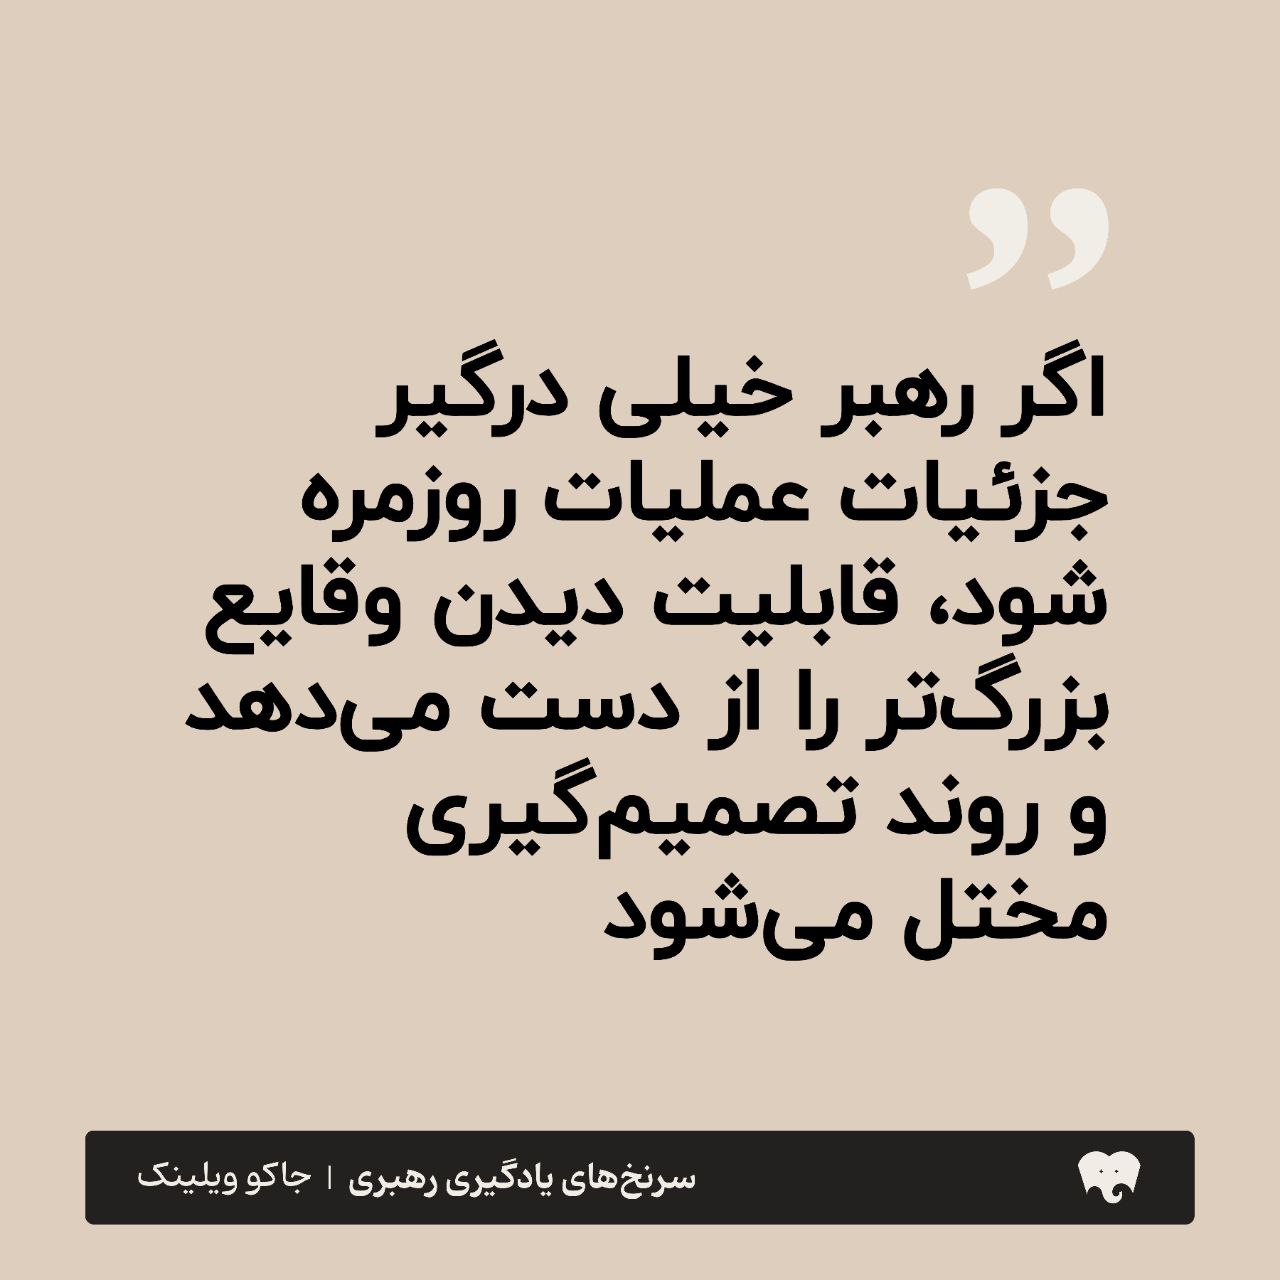 ”
اگر رهبر خیلی درگیر
جزئیات عملیات روزمره
شود، قابلیت دیدن وقایع
بزرگ‌تر را از دست می‌دهد
و روند تصمیم‌گیری
مختل می‌شود
سرنخ‌های یادگیری رهبری | جاکو ویلینک